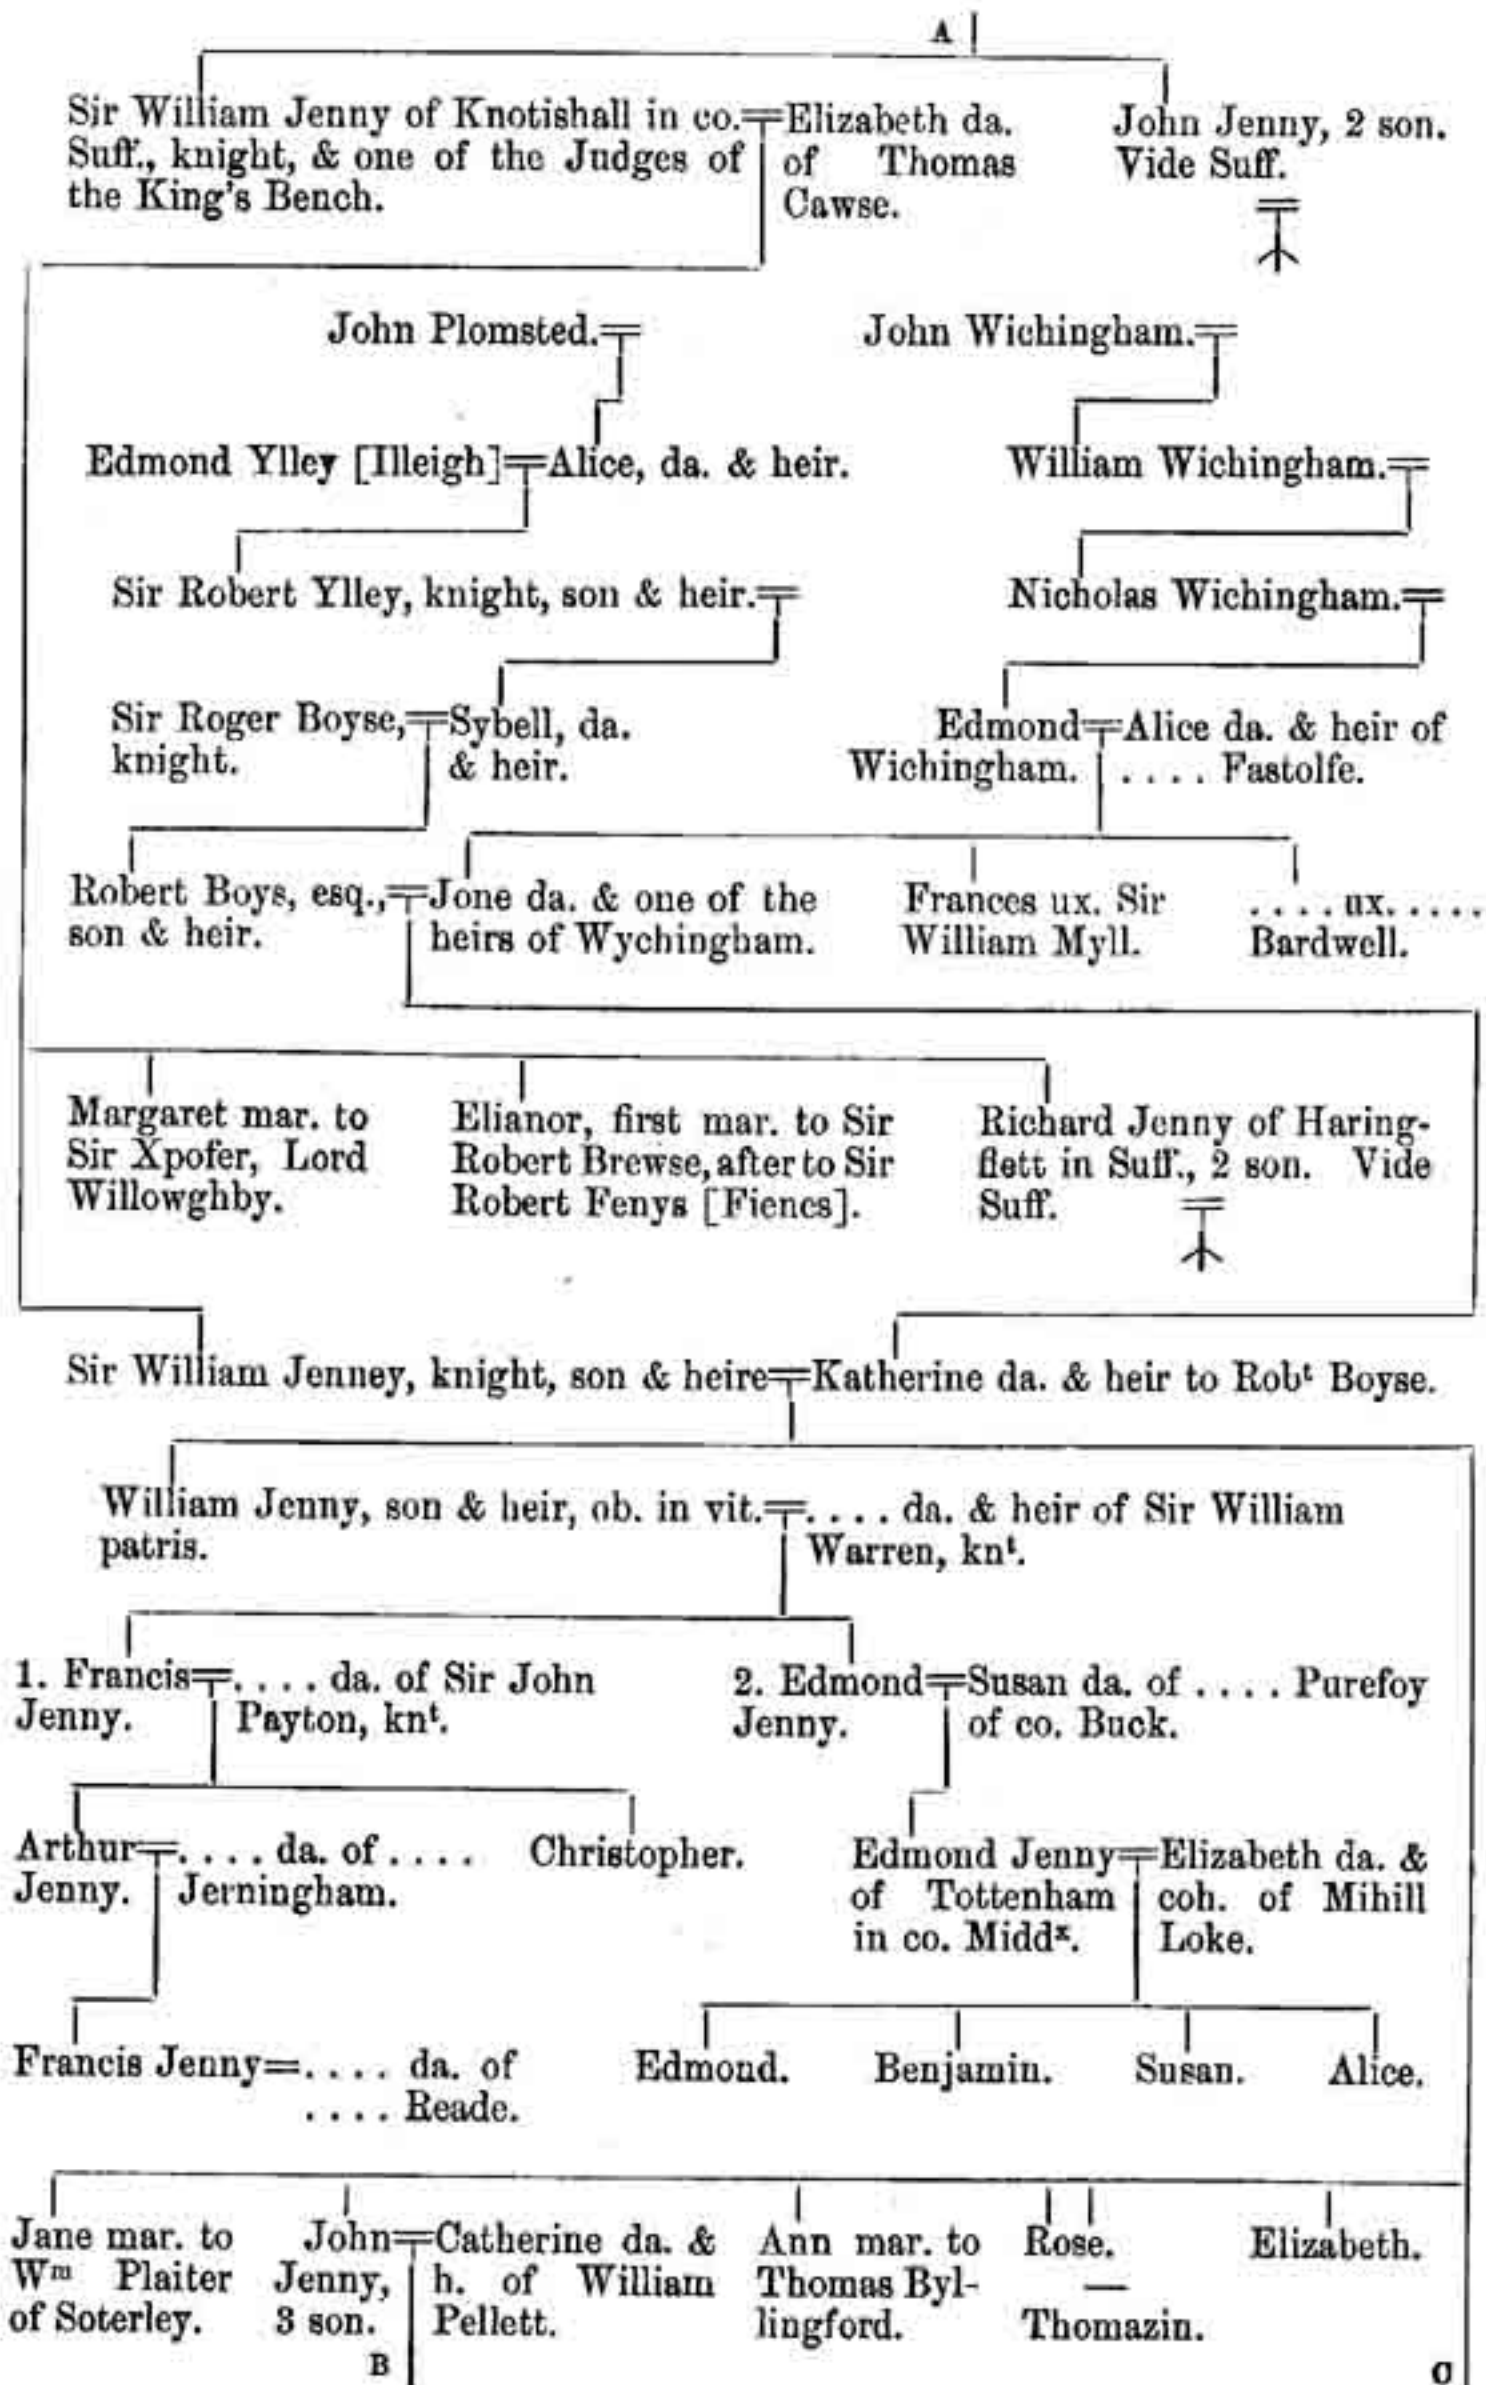 A
Sir William Jenny of Knotishall in co. Suff., knight, & one of the Judges of the King's Bench.
Elizabeth da. of Thomas Cawse.
John Jenny, 2 son. Vide Suff.
John Plomsted.
John Wichingham.
Edmond Ylley [Illeigh]
Alice, da. & heir.
William Wichingham.
Sir Robert Ylley, knight, son & heir.
Nicholas Wichingham.
Sir Roger Boyse, knight.
Sybell, da. & heir.
Edmond Wichingham.
Alice da. & heir of .... Fastolfe.
Robert Boys, esq., son & heir.
Jone da. & one of the heirs of Wychingham.
Frances ux. Sir William Myll.
.... ux. .... Bardwell.
Margaret mar. to Sir Xpofer, Lord Willowghby.
Elianor, first mar. to Sir Robert Brewse, after to Sir Robert Fenys [Fienes].
Richard Jenny of Haring-
flett in Suff., 2 son. Vide Suff.
Sir William Jenney, knight, son & heire
Katherine da. & heir to Robᵗ Boyse.
William Jenny, son & heir, ob. in vit. patris.
.... da. & heir of Sir William Warren, knᵗ.
1. Francis Jenny.
.... da. of Sir John Payton, knᵗ.
2. Edmond Jenny.
Susan da. of .... Purefoy of co. Buck.
Arthur Jenny.
.... da. of .... Jerningham.
Christopher.
Edmond Jenny of Tottenham in co. Middˣ.
Elizabeth da. & coh. of Mihill Loke.
Francis Jenny
.... da. of .... Reade.
Edmond.
Benjamin.
Susan.
Alice.
Jane mar. to Wᵐ Plaiter of Soterley.
John Jenny, 3 son.
Catherine da. & h. of William Pellett.
Ann mar. to Thomas Byl-
lingford.
Rose.
—
Thomazin.
Elizabeth.
B
C